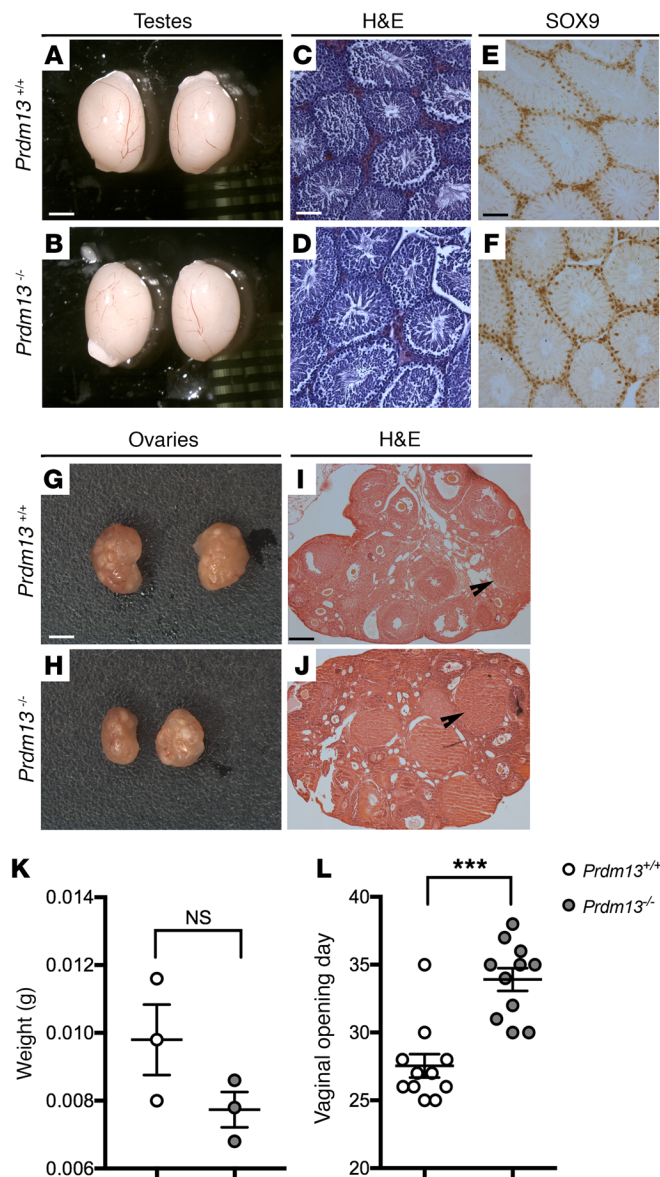 Testes H&E SOX9
Prdm13 +/+
A C E
Prdm13 -/-
B D F
Ovaries H&E
Prdm13 +/+
G I
Prdm13 -/-
H J
K
Weight (g)
0.014
0.012
0.010
0.008
0.006
NS
L
Vaginal opening day
40
35
30
25
20
***
Prdm13+/+
Prdm13-/-